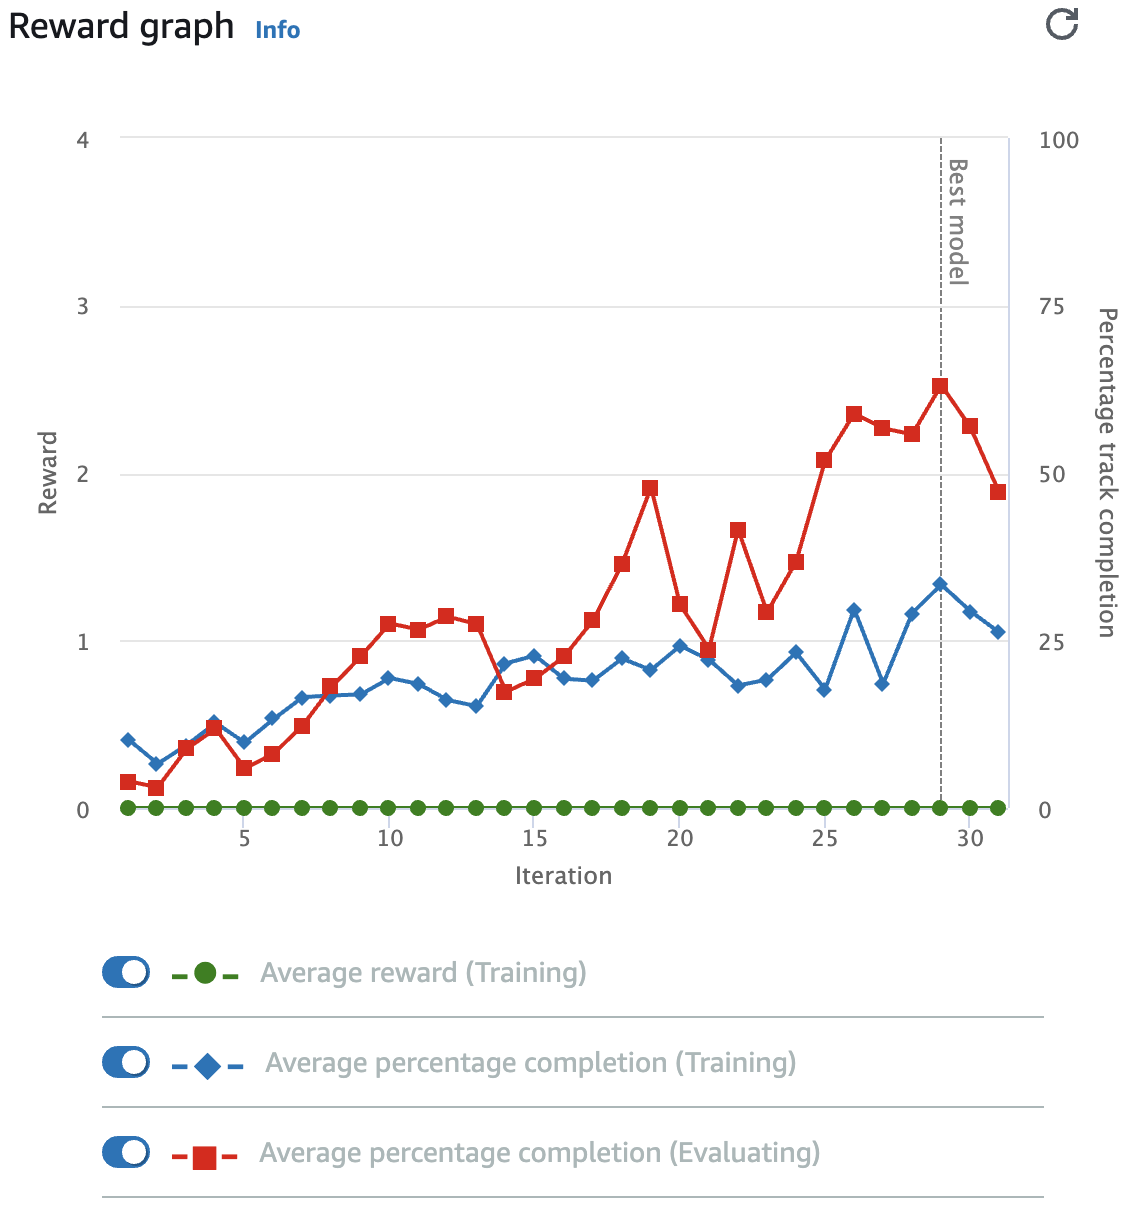 Reward graph Info
4
100
Best model
3
75
Percentage track completion
Reward
2
50
1
25
0
0
5 10 15 20 25 30
Iteration
Average reward (Training)
Average percentage completion (Training)
Average percentage completion (Evaluating)